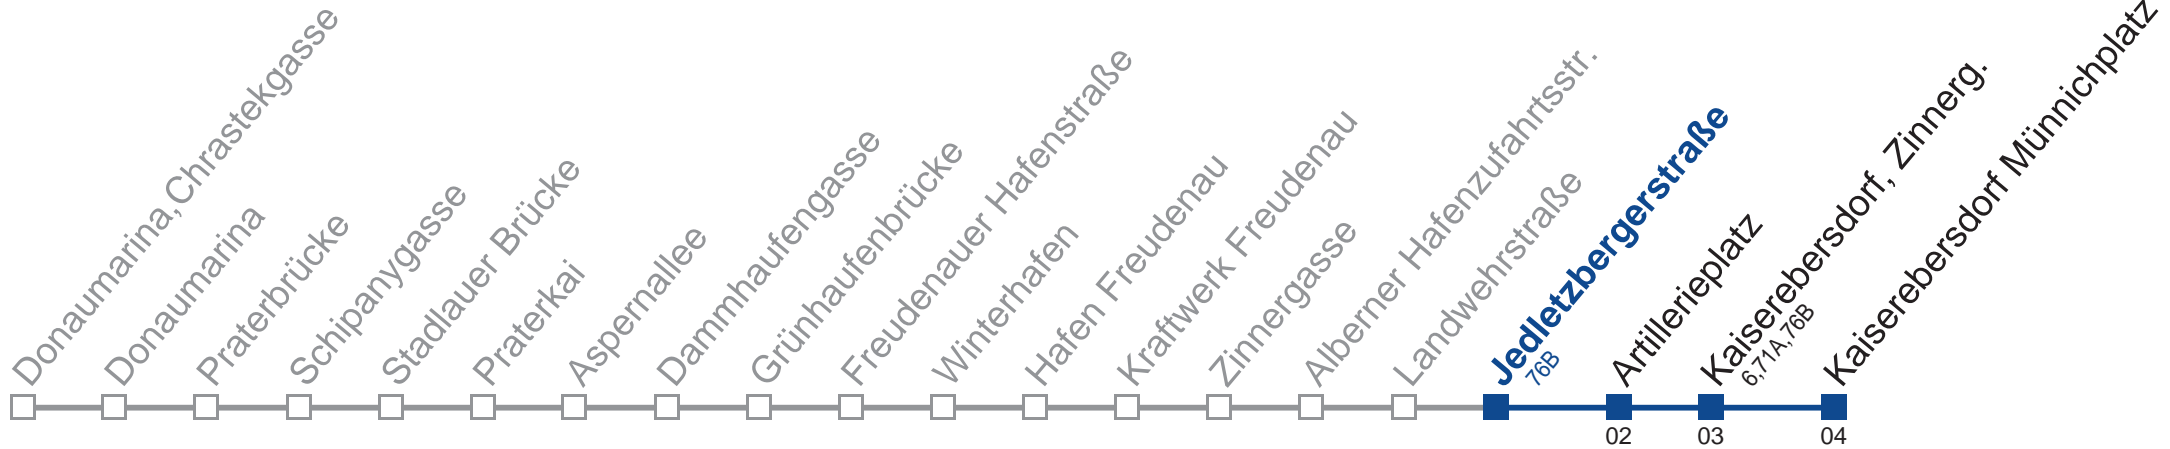 Donaumarina, Chrastekgasse
Donaumarina
Praterbrücke
Schipanygasse
Stadlauer Brücke
Praterkai
Aspernallee
Dammhaufengasse
Grünhaufenbrücke
Freudenauer Hafenstraße
Winterhafen
Hafen Freudenau
Kraftwerk Freudenau
Zinnergasse
Alberner Hafenzufahrtsstr.
Landwehrstraße
Jedletzbergerstraße
76B
Artillerieplatz
Kaiserebersdorf, Zinnerg.
6,71A,76B
Kaiserebersdorf Münnichplatz
02
03
04